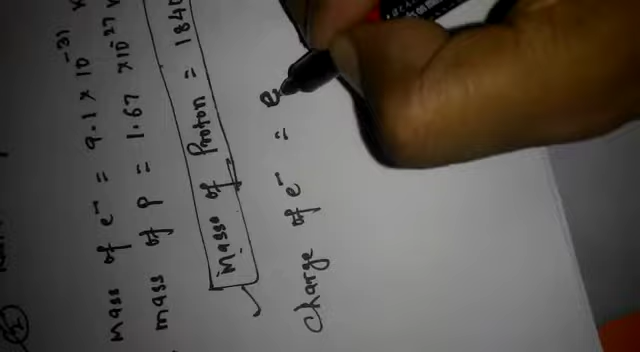 Mass of e⁻ = 9.1 × 10⁻³¹ K
mass of P = 1.67 × 10⁻²⁷
Mass of Proton = 1840
Charge of e⁻ = e